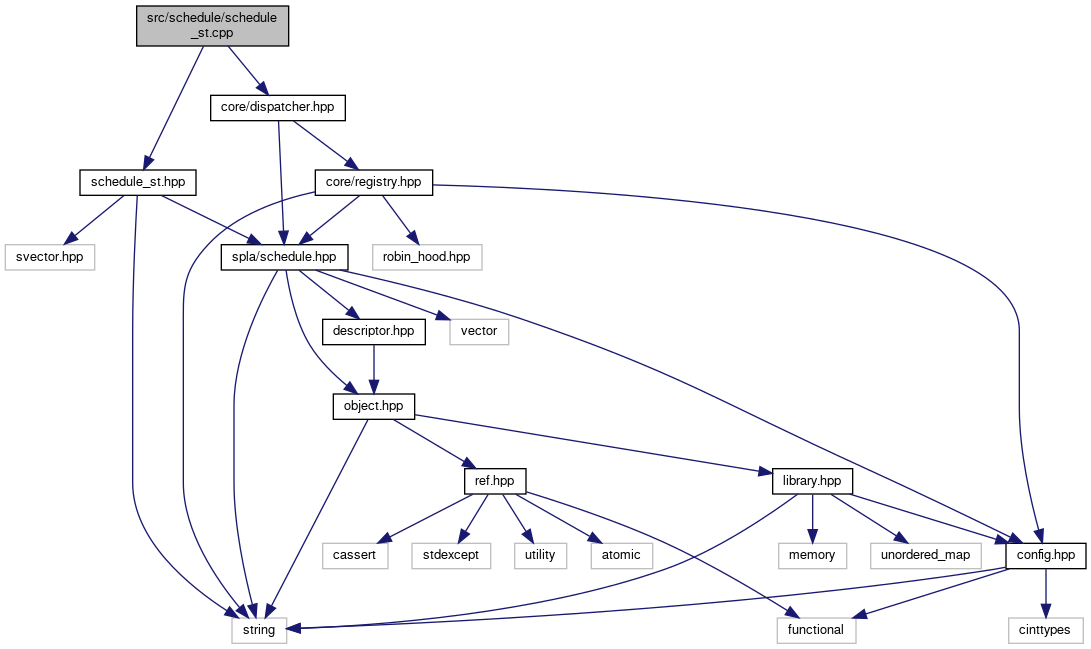 src/schedule/schedule
_st.cpp
core/dispatcher.hpp
schedule_st.hpp
core/registry.hpp
svector.hpp
spla/schedule.hpp
robin_hood.hpp
descriptor.hpp
vector
object.hpp
ref.hpp
library.hpp
cassert
stdexcept
utility
atomic
memory
unordered_map
config.hpp
string
functional
cinttypes